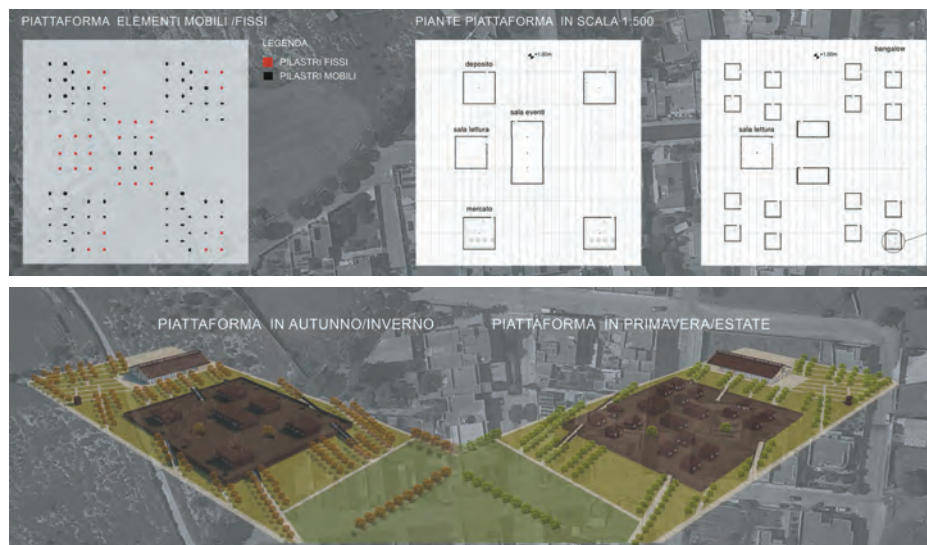 PIATTAFORMA ELEMENTI MOBILI /FISSI
LEGENDA
PILASTRI FISSI
PILASTRI MOBILI
PIANTE PIATTAFORMA IN SCALA 1:500
+1.00m
deposito
sala eventi
sala lettura
mercato
+1.00m
bangalow
sala lettura
PIATTAFORMA IN AUTUNNO/INVERNO
PIATTAFORMA IN PRIMAVERA/ESTATE